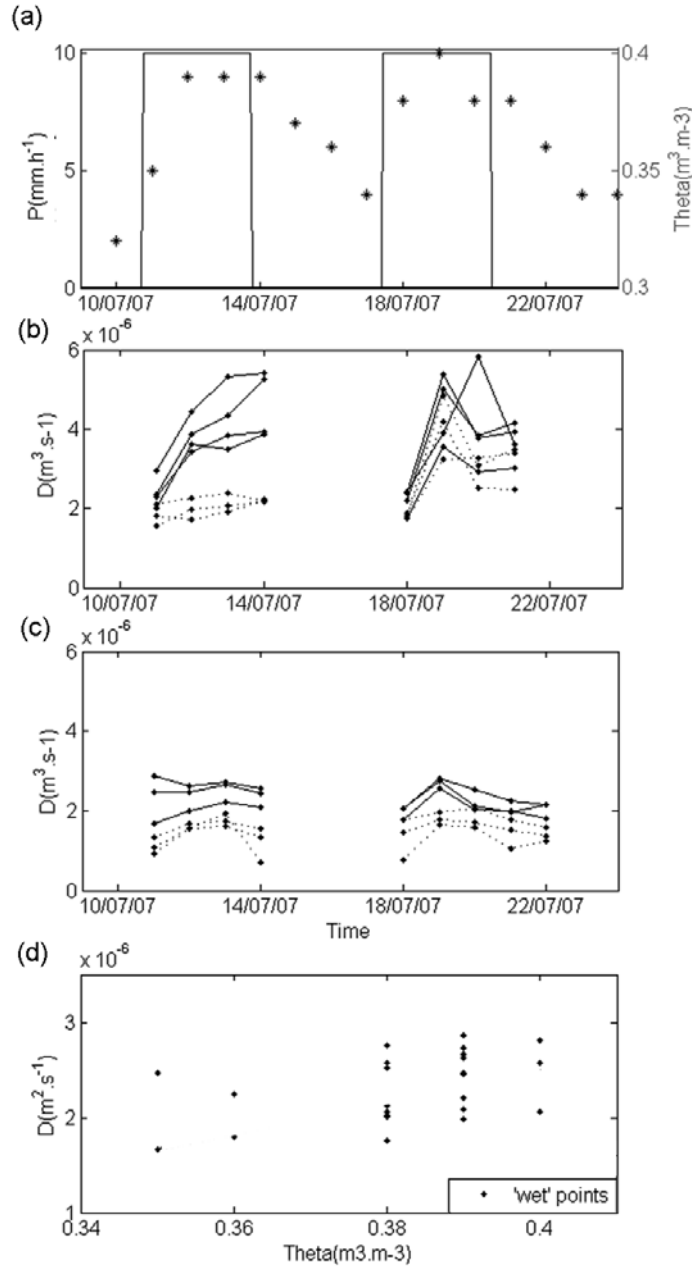 (a)
10
5
0
P(mm.h-1)
0.4
0.35
0.3
Theta(m3.m-3)
10/07/07 14/07/07 18/07/07 22/07/07
(b)
x 10-6
6
4
2
0
D(m3.s-1)
10/07/07 14/07/07 18/07/07 22/07/07
(c)
x 10-6
6
4
2
0
D(m3.s-1)
10/07/07 14/07/07 18/07/07 22/07/07
Time
(d)
x 10-6
3
2
1
D(m2.s-1)
'wet' points
0.34 0.36 0.38 0.4
Theta(m3.m-3)